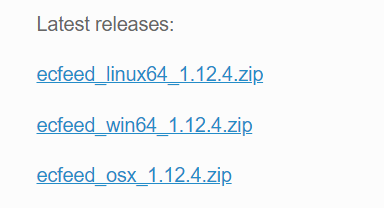 Latest releases:
ecfeed_linux64_1.12.4.zip
ecfeed_win64_1.12.4.zip
ecfeed_osx_1.12.4.zip